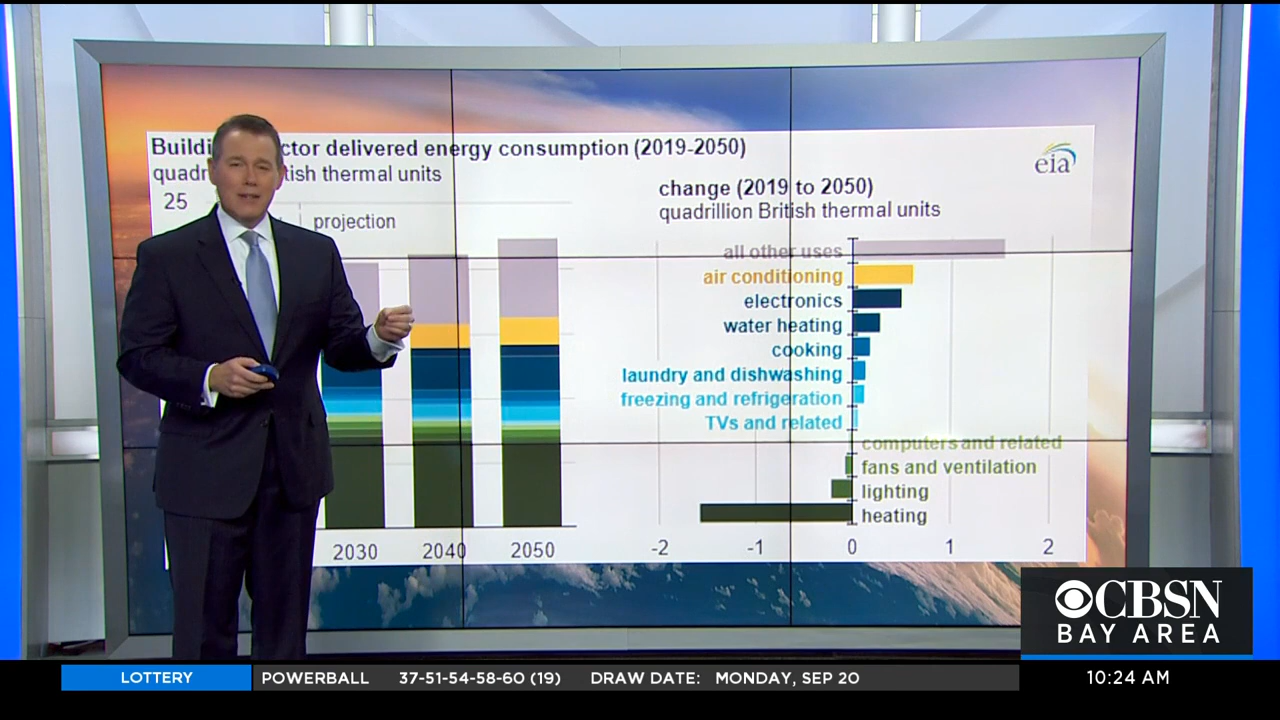 Buildi ctor delivered energy consumption (2019-2050)
quadr tish thermal units
25
projection
2030 2040 2050
eia
change (2019 to 2050)
quadrillion British thermal units
all other uses
air conditioning
electronics
water heating
cooking
laundry and dishwashing
freezing and refrigeration
TVs and related
computers and related
fans and ventilation
lighting
heating
-2 -1 0 1 2
CBSN
BAY AREA
LOTTERY POWERBALL 37-51-54-58-60 (19) DRAW DATE: MONDAY, SEP 20 10:24 AM